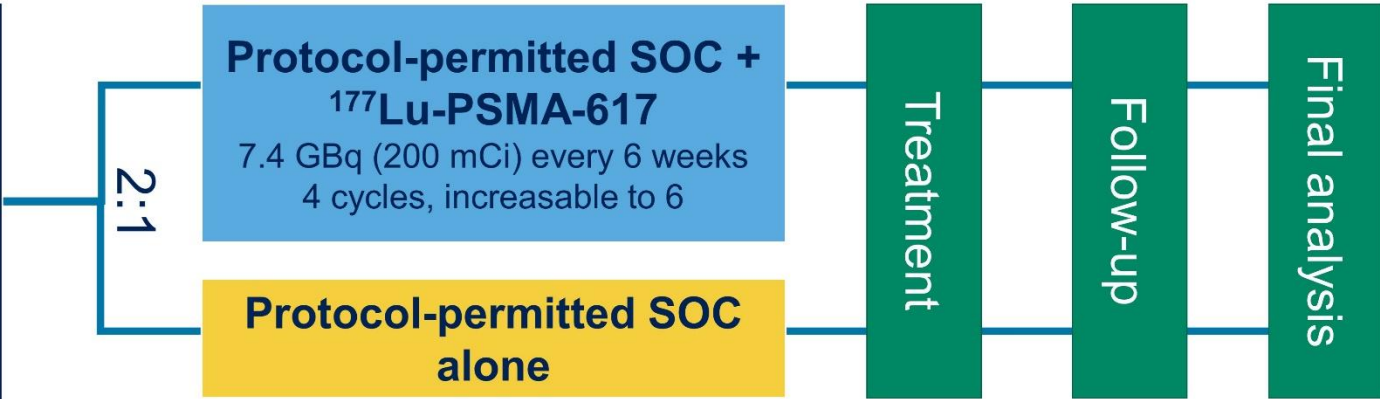 2:1
Protocol-permitted SOC +
¹⁷⁷Lu-PSMA-617
7.4 GBq (200 mCi) every 6 weeks
4 cycles, increasable to 6
Protocol-permitted SOC
alone
Treatment
Follow-up
Final analysis